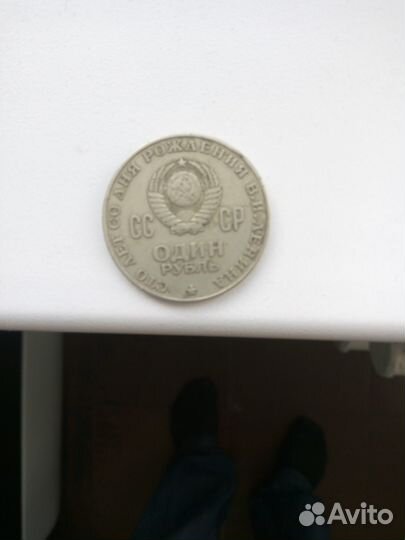 СТО ЛЕТ СО ДНЯ РОЖДЕНИЯ В.И.ЛЕНИНА
СС СР
ОДИН
РУБЛЬ
Avito